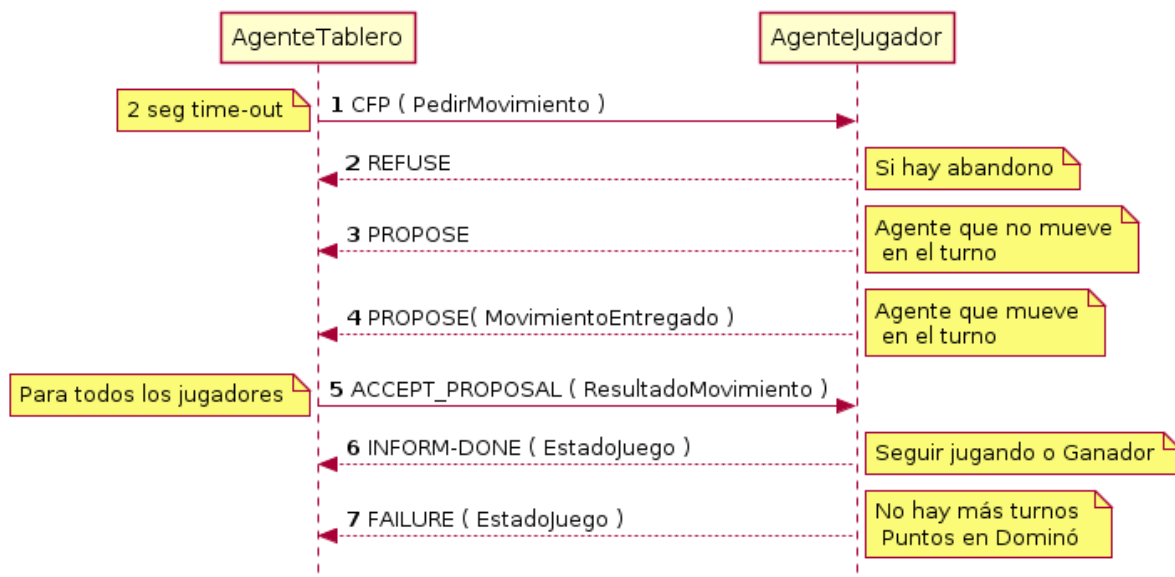 AgenteTablero
AgenteJugador
2 seg time-out
1 CFP ( PedirMovimiento )
2 REFUSE
Si hay abandono
3 PROPOSE
Agente que no mueve
en el turno
4 PROPOSE( MovimientoEntregado )
Agente que mueve
en el turno
Para todos los jugadores
5 ACCEPT_PROPOSAL ( ResultadoMovimiento )
6 INFORM-DONE ( EstadoJuego )
Seguir jugando o Ganador
7 FAILURE ( EstadoJuego )
No hay más turnos
Puntos en Dominó